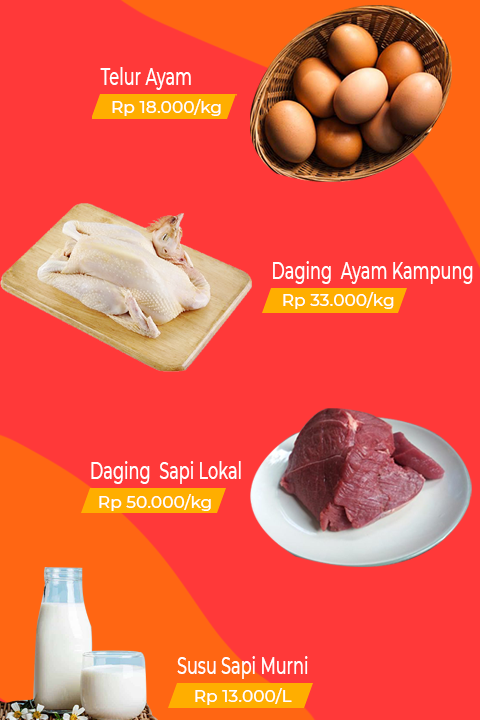 Telur Ayam
Rp 18.000/kg
Daging Ayam Kampung
Rp 33.000/kg
Daging Sapi Lokal
Rp 50.000/kg
Susu Sapi Murni
Rp 13.000/L